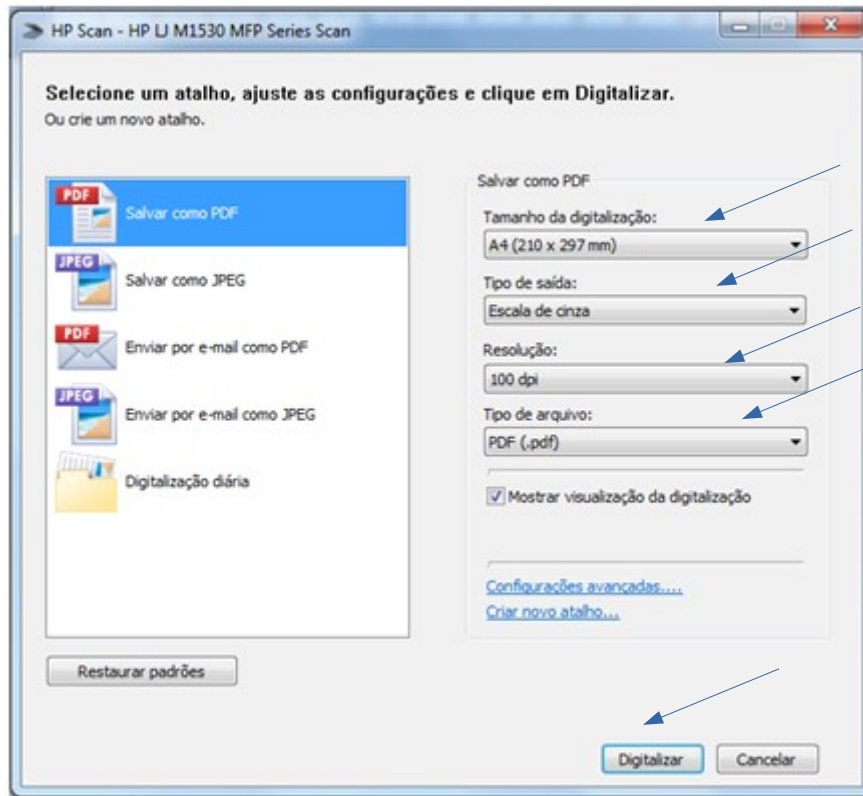 HP Scan - HP LJ M1530 MFP Series Scan
Selecione um atalho, ajuste as configurações e clique em Digitalizar.
Ou crie um novo atalho.
PDF
Salvar como PDF
JPEG
Salvar como JPEG
PDF
Enviar por e-mail como PDF
JPEG
Enviar por e-mail como JPEG
Digitalização diária
Restaurar padrões
Salvar como PDF
Tamanho da digitalização:
A4 (210 x 297 mm)
Tipo de saída:
Escala de cinza
Resolução:
100 dpi
Tipo de arquivo:
PDF (.pdf)
Mostrar visualização da digitalização
Configurações avançadas....
Criar novo atalho...
Digitalizar
Cancelar